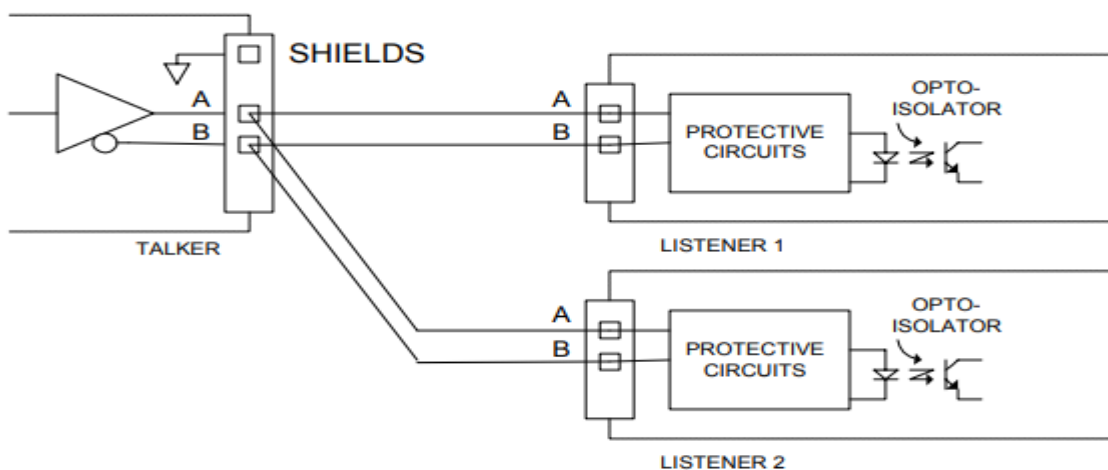 SHIELDS
A
B
TALKER
A
B
PROTECTIVE
CIRCUITS
OPTO-
ISOLATOR
LISTENER 1
A
B
PROTECTIVE
CIRCUITS
OPTO-
ISOLATOR
LISTENER 2